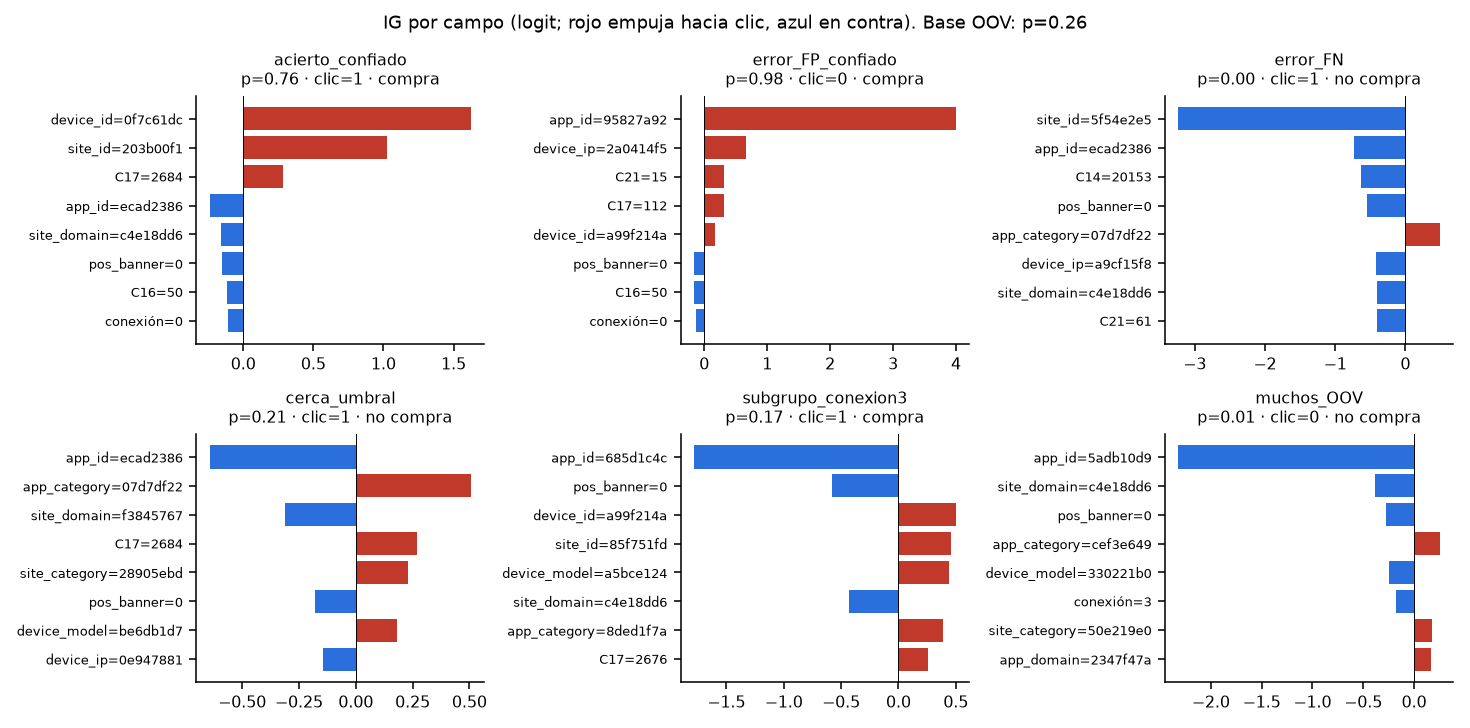 IG por campo (logit; rojo empuja hacia clic, azul en contra). Base OOV: p=0.26
acierto_confiado
p=0.76 · clic=1 · compra
device_id=0f7c61dc
site_id=203b00f1
C17=2684
app_id=ecad2386
site_domain=c4e18dd6
pos_banner=0
C16=50
conexión=0
0.0 0.5 1.0 1.5
error_FP_confiado
p=0.98 · clic=0 · compra
app_id=95827a92
device_ip=2a0414f5
C21=15
C17=112
device_id=a99f214a
pos_banner=0
C16=50
conexión=0
0 1 2 3 4
error_FN
p=0.00 · clic=1 · no compra
site_id=5f54e2e5
app_id=ecad2386
C14=20153
pos_banner=0
app_category=07d7df22
device_ip=a9cf15f8
site_domain=c4e18dd6
C21=61
−3 −2 −1 0
cerca_umbral
p=0.21 · clic=1 · no compra
app_id=ecad2386
app_category=07d7df22
site_domain=f3845767
C17=2684
site_category=28905ebd
pos_banner=0
device_model=be6db1d7
device_ip=0e947881
−0.50 −0.25 0.00 0.25 0.50
subgrupo_conexion3
p=0.17 · clic=1 · compra
app_id=685d1c4c
pos_banner=0
device_id=a99f214a
site_id=85f751fd
device_model=a5bce124
site_domain=c4e18dd6
app_category=8ded1f7a
C17=2676
−1.5 −1.0 −0.5 0.0 0.5
muchos_OOV
p=0.01 · clic=0 · no compra
app_id=5adb10d9
site_domain=c4e18dd6
pos_banner=0
app_category=cef3e649
device_model=330221b0
conexión=3
site_category=50e219e0
app_domain=2347f47a
−2.0 −1.5 −1.0 −0.5 0.0